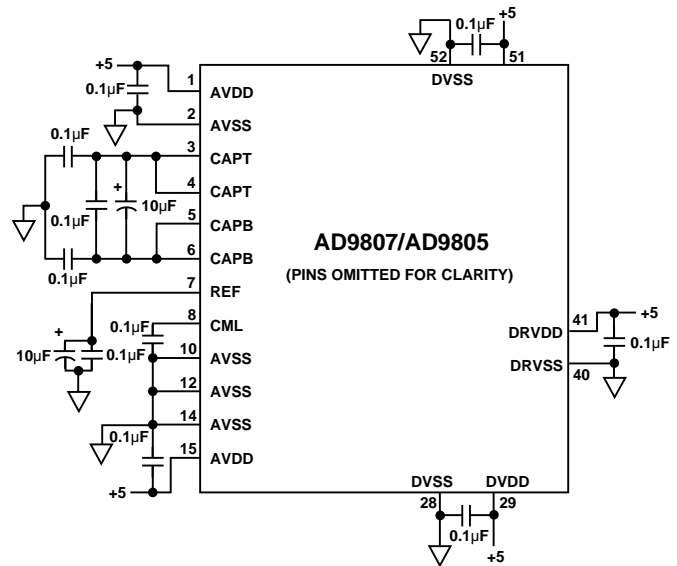 0.1µF
+5
52
51
DVSS
+5
0.1µF
1
AVDD
2
AVSS
0.1µF
3
CAPT
4
CAPT
+
0.1µF
10µF
5
CAPB
6
CAPB
0.1µF
7
REF
8
CML
0.1µF
+
10µF
0.1µF
10
AVSS
12
AVSS
14
AVSS
0.1µF
15
AVDD
+5
AD9807/AD9805
(PINS OMITTED FOR CLARITY)
41
+5
DRVDD
0.1µF
DRVSS
40
DVSS
DVDD
28
29
0.1µF
+5